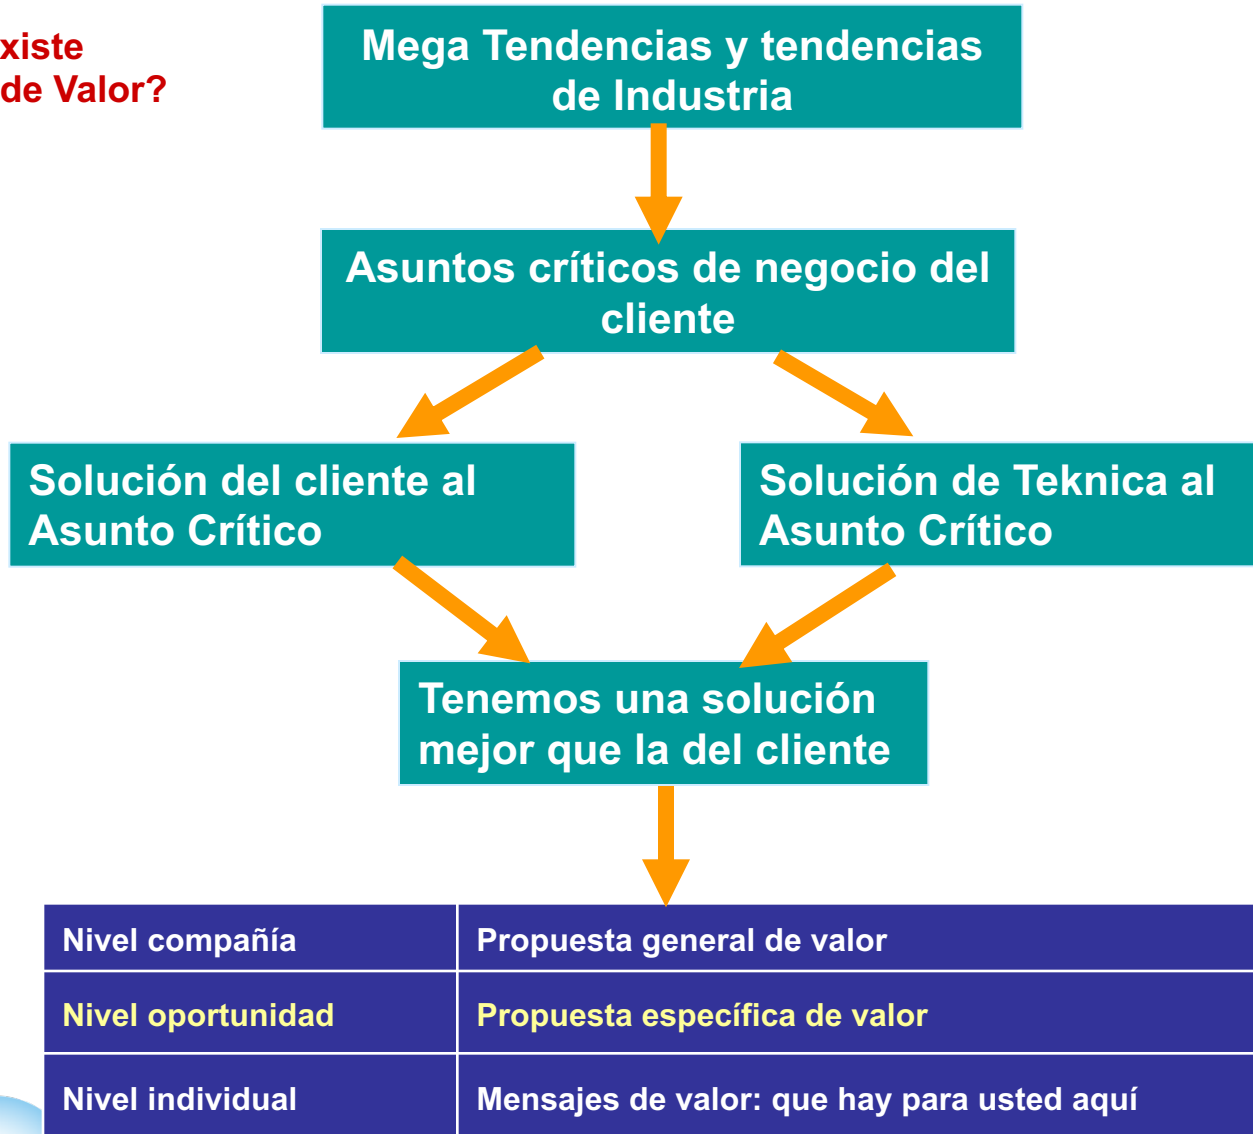 xiste
de Valor?
Mega Tendencias y tendencias
de Industria
Asuntos críticos de negocio del
cliente
Solución del cliente al
Asunto Crítico
Solución de Teknica al
Asunto Crítico
Tenemos una solución
mejor que la del cliente
Nivel compañía
Propuesta general de valor
Nivel oportunidad
Propuesta específica de valor
Nivel individual
Mensajes de valor: que hay para usted aquí